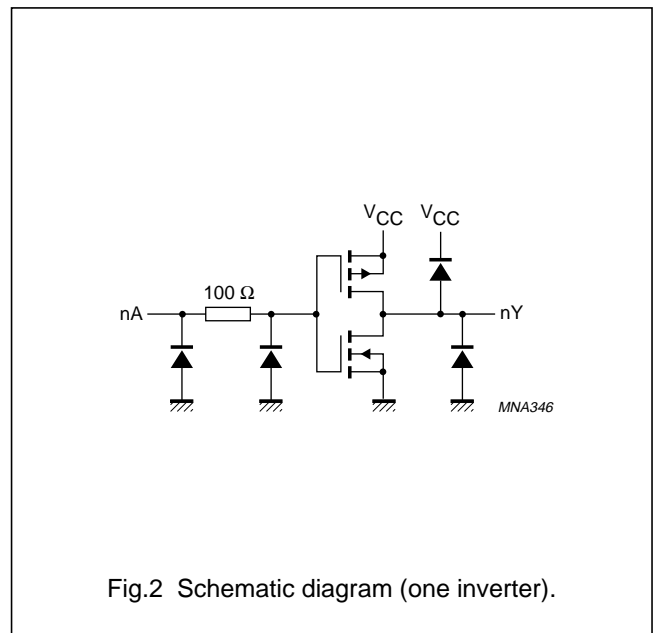 VCC VCC
100 Ω
nA nY
MNA346
Fig.2 Schematic diagram (one inverter).